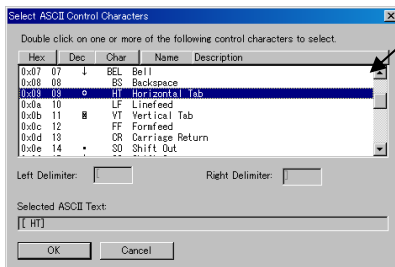 Select ASCII Control Characters
Double click on one or more of the following control characters to select.
Hex Dec Char Name Description
0x07 07 ↓ BEL Bell
0x08 08 BS Backspace
0x09 09 o HT Horizontal Tab
0x0a 10 LF Linefeed
0x0b 11 VT Vertical Tab
0x0c 12 FF Formfeed
0x0d 13 CR Carriage Return
0x0e 14 SO Shift Out
Left Delimiter: [ Right Delimiter: ]
Selected ASCII Text:
[ HT]
OK Cancel